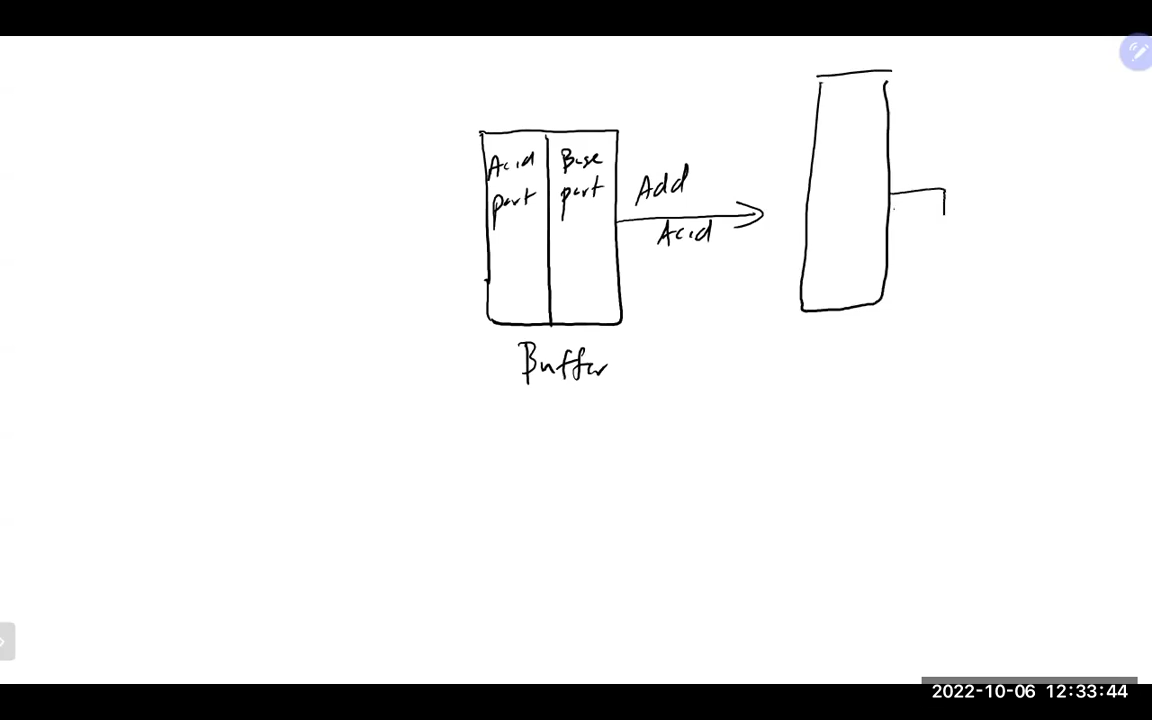 Acid
part
Base
part
Add
Acid
Buffer
2022-10-06 12:33:44